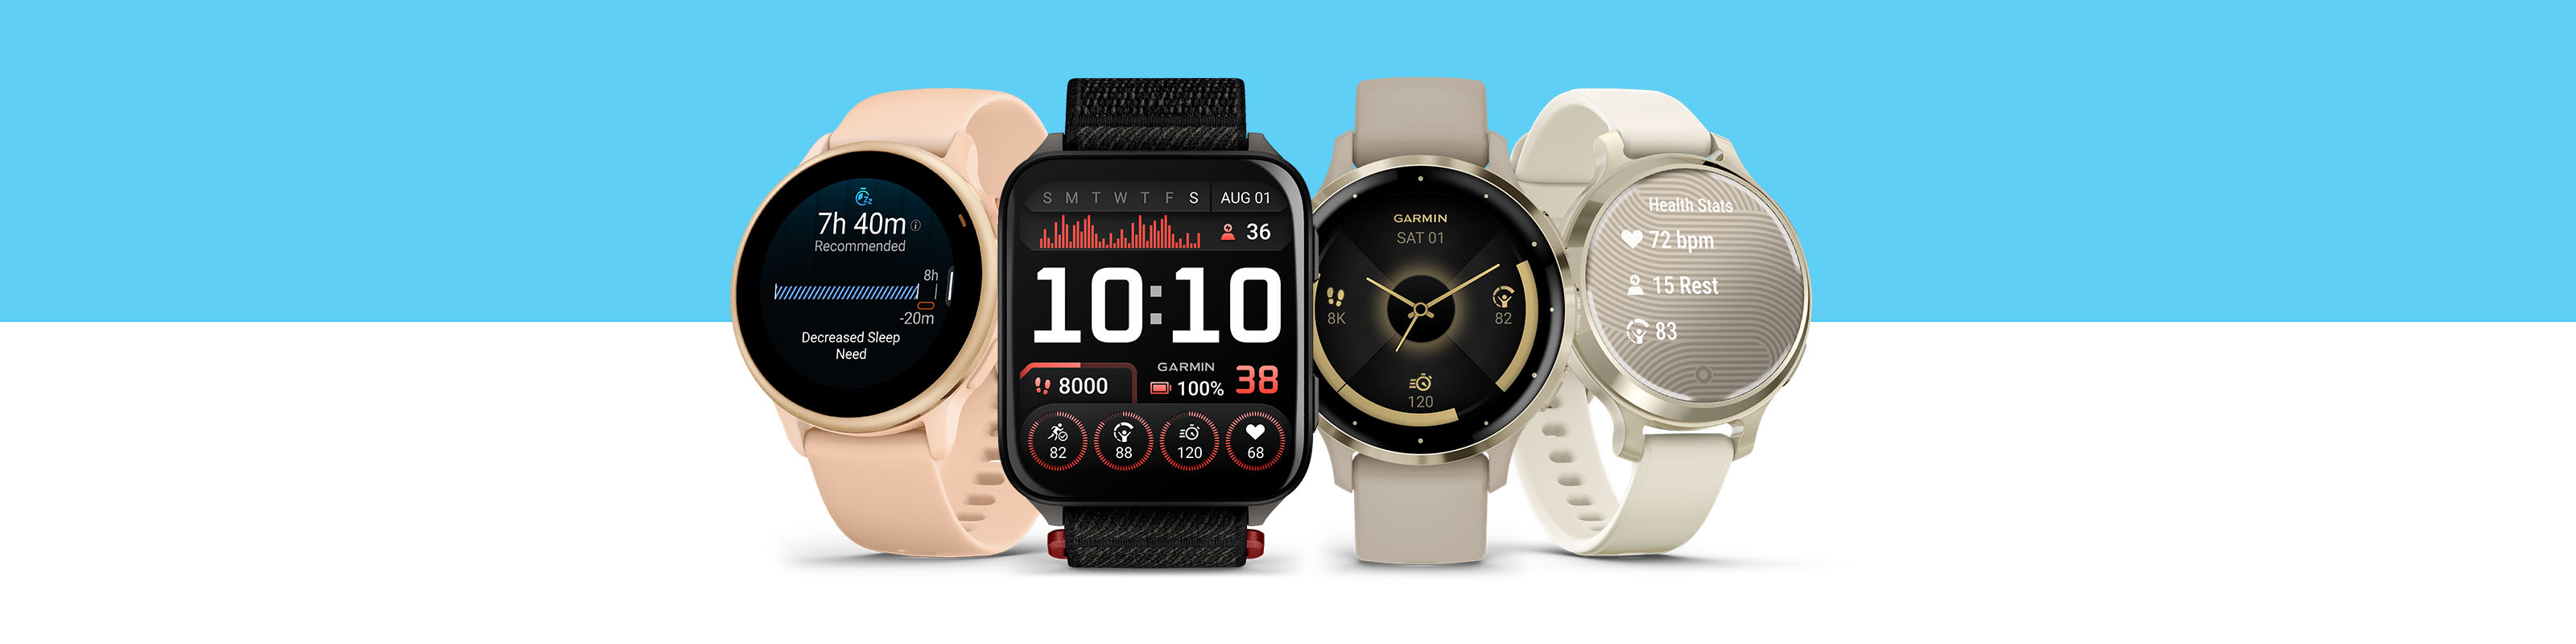 7h 40m
Recommended
8h
-20m
Decreased Sleep
Need
S M T W T F S AUG 01
36
10:10
8000
GARMIN
100%
38
82 88 120 68
GARMIN
SAT 01
8K
82
120
Health Stats
72 bpm
15 Rest
83